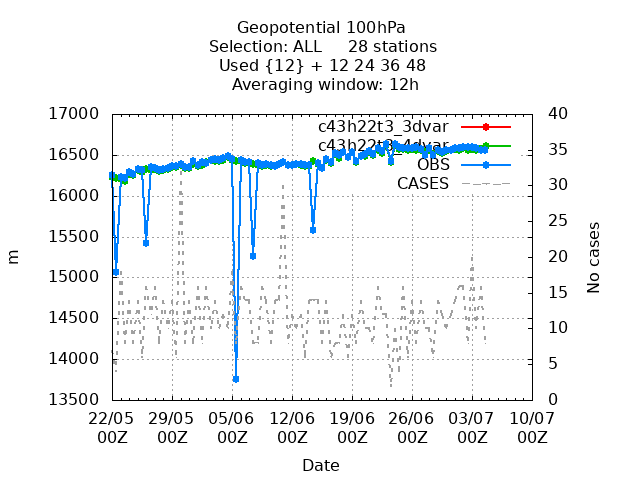 Geopotential 100hPa
Selection: ALL     28 stations
Used {12} + 12 24 36 48
Averaging window: 12h
c43h22t3_3dvar
c43h22t3_4dvar
OBS
CASES
17000
16500
16000
15500
15000
14500
14000
13500
m
40
35
30
25
20
15
10
5
0
No cases
22/05 29/05 05/06 12/06 19/06 26/06 03/07 10/07
00Z 00Z 00Z 00Z 00Z 00Z 00Z 00Z
Date